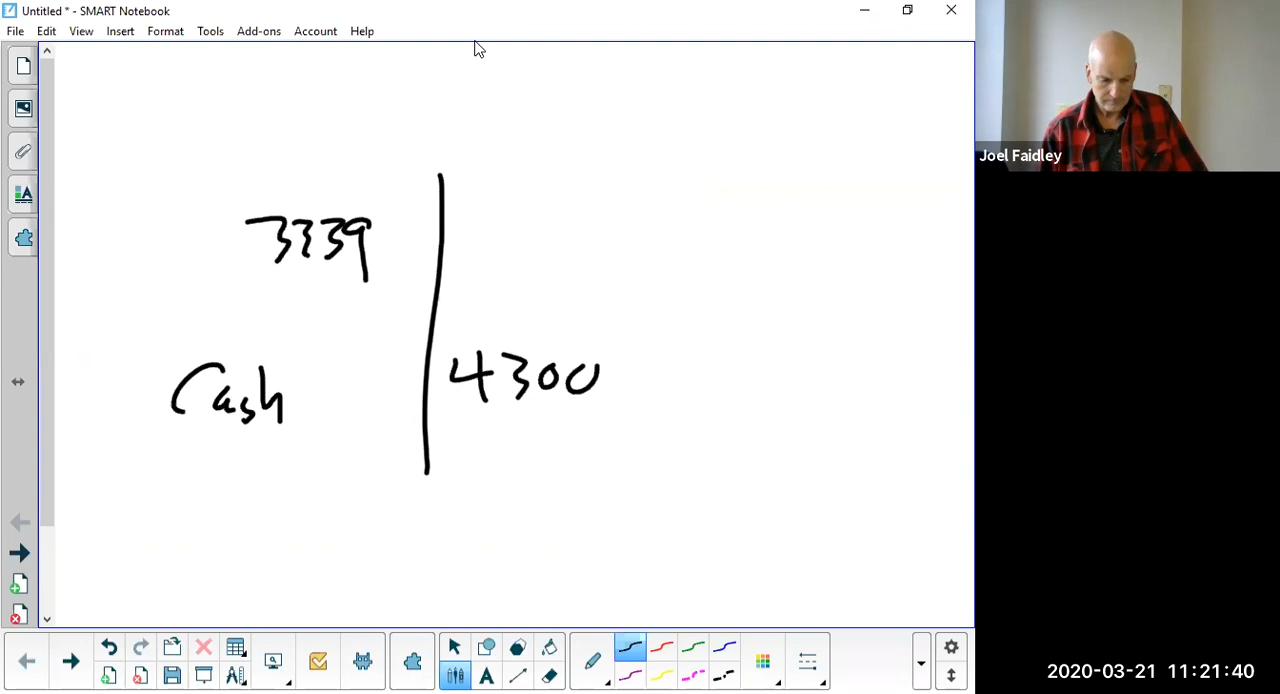 Untitled * - SMART Notebook
File Edit View Insert Format Tools Add-ons Account Help
Joel Faidley
3339
Cash 4300
A
2020-03-21 11:21:40